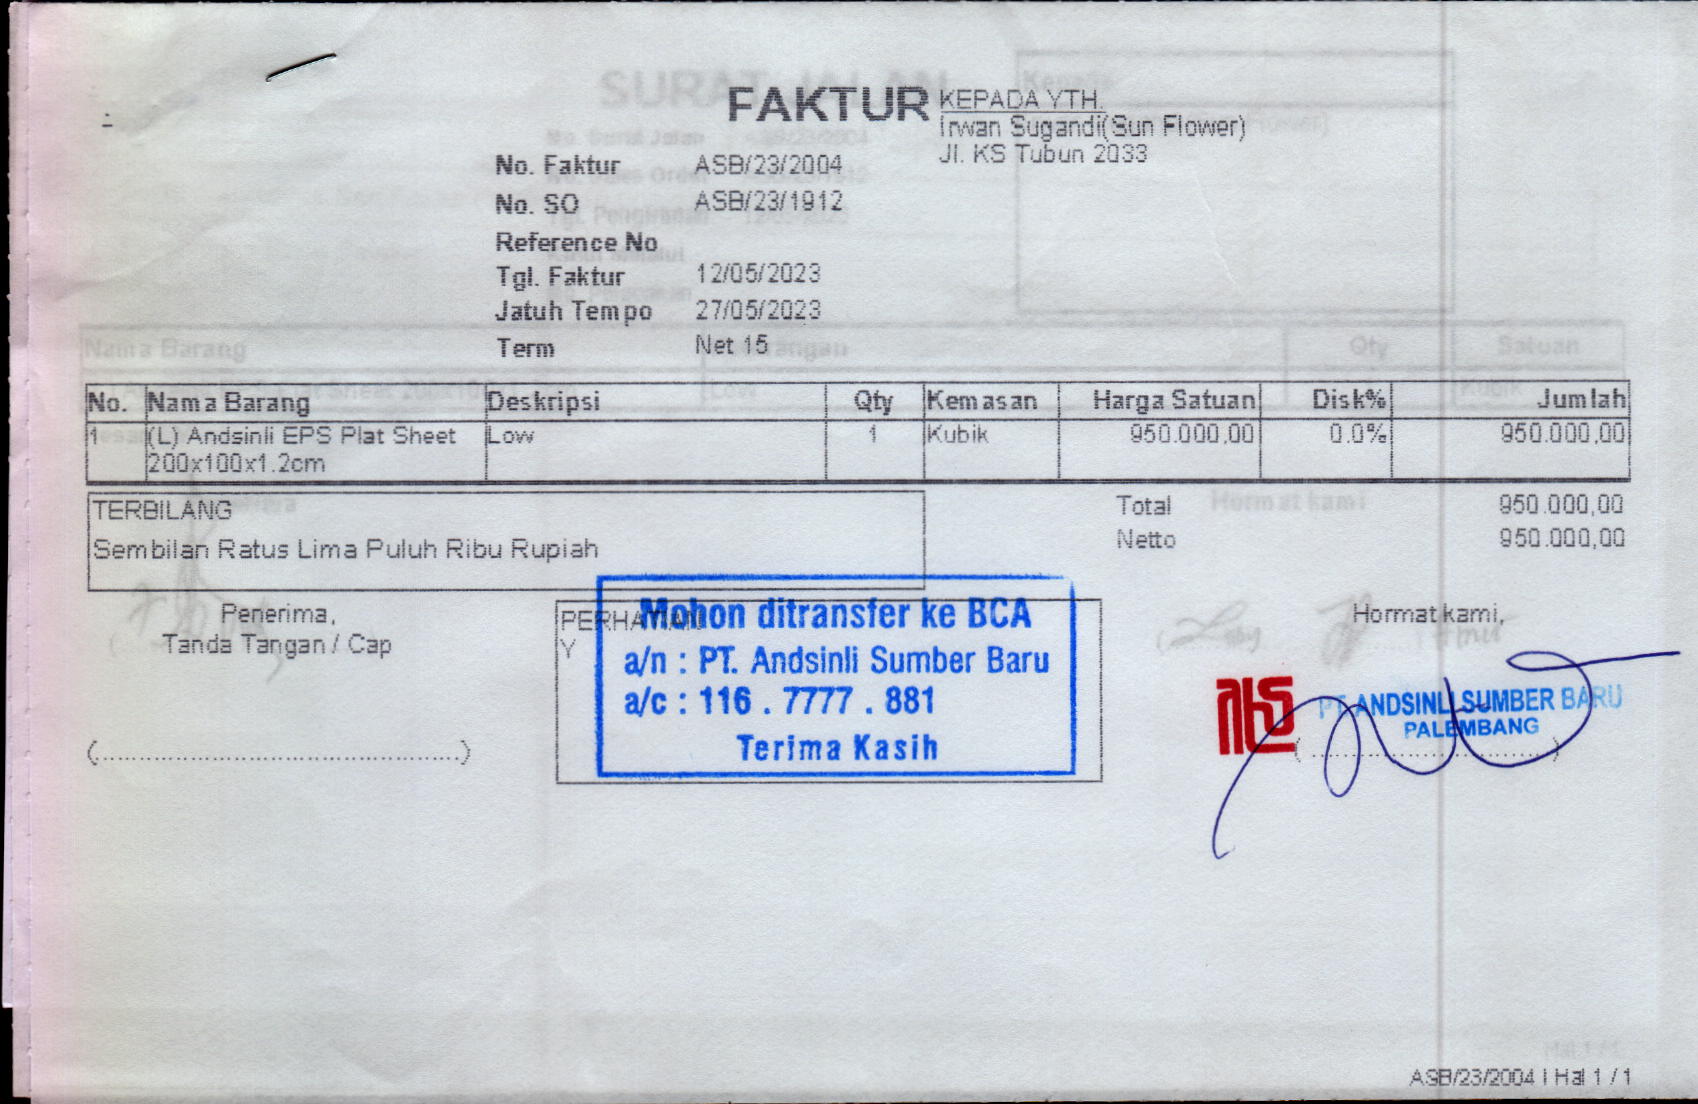 FAKTUR
KEPADA YTH.
Irwan Sugandi(Sun Flower)
Jl. KS Tubun 2033
No. Faktur ASB/23/2004
No. SO ASB/23/1912
Reference No
Tgl. Faktur 12/05/2023
Jatuh Tempo 27/05/2023
Term Net 15
No. Nama Barang Deskripsi Qty Kemasan Harga Satuan Disk% Jumlah
1 (L) Andsinli EPS Plat Sheet Low 1 Kubik 950.000,00 0.0% 950.000,00
200x100x1.2cm
TERBILANG
Sembilan Ratus Lima Puluh Ribu Rupiah
Total 950.000,00
Netto 950.000,00
Penerima,
Tanda Tangan / Cap
(..............................................)
PERHATIAN
Y
Mohon ditransfer ke BCA
a/n : PT. Andsinli Sumber Baru
a/c : 116 . 7777 . 881
Terima Kasih
Hormat kami,
PT. ANDSINLI SUMBER BARU
PALEMBANG
(..............................)
ASB/23/2004 | Hal 1 / 1